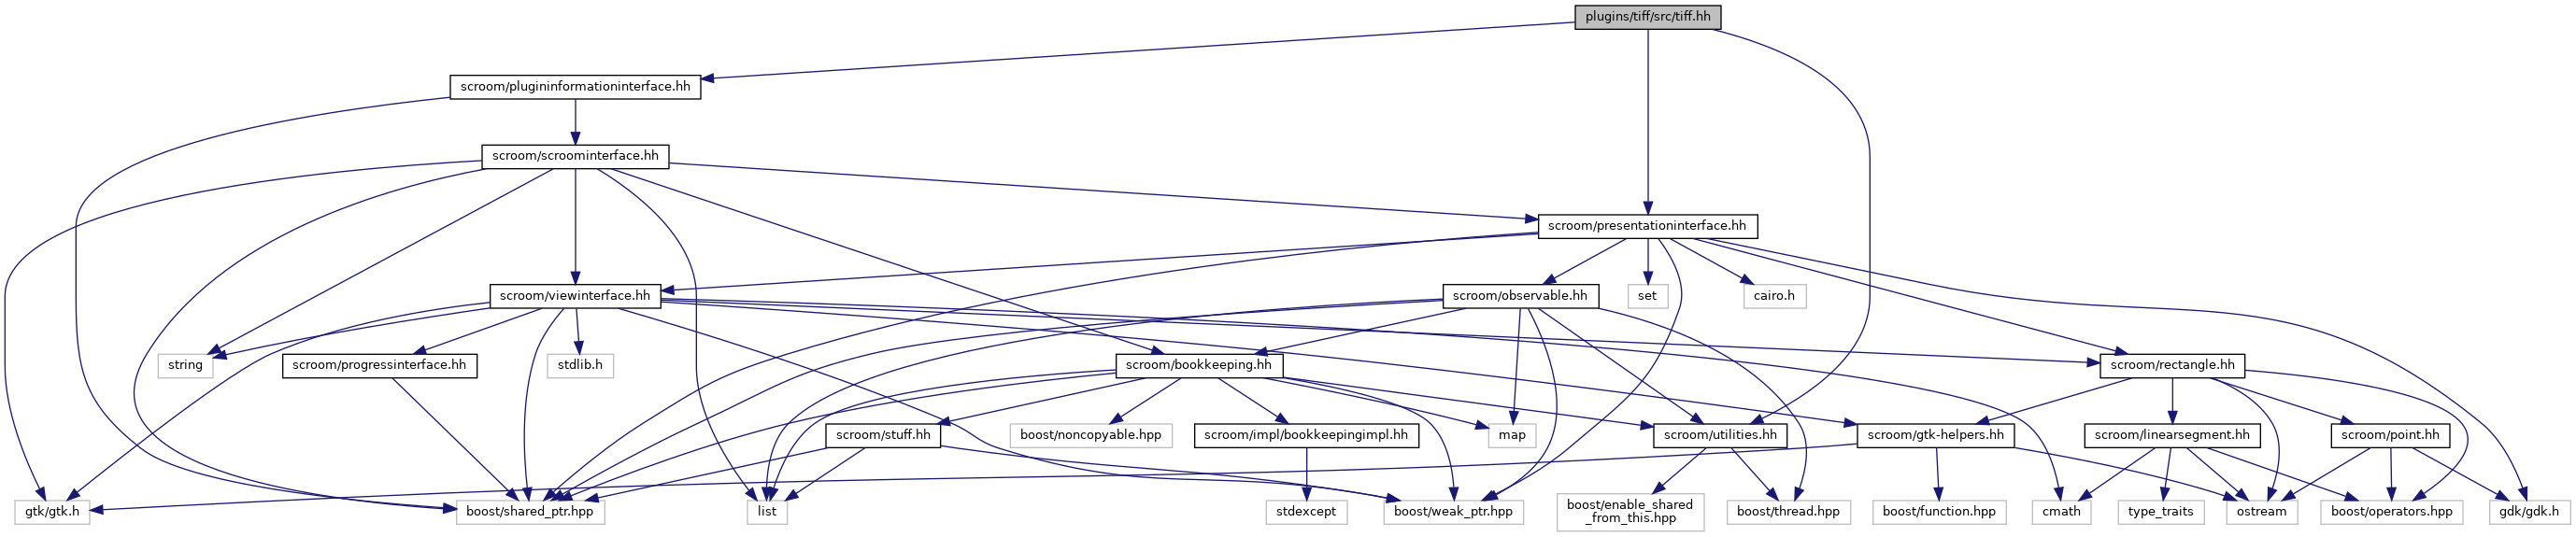 plugins/tiff/src/tiff.hh
scroom/plugininformationinterface.hh
scroom/scroominterface.hh
scroom/presentationinterface.hh
scroom/viewinterface.hh
scroom/observable.hh
set
cairo.h
string
scroom/progressinterface.hh
stdlib.h
scroom/bookkeeping.hh
scroom/rectangle.hh
scroom/stuff.hh
boost/noncopyable.hpp
scroom/impl/bookkeepingimpl.hh
map
scroom/utilities.hh
scroom/gtk-helpers.hh
scroom/linearsegment.hh
scroom/point.hh
gtk/gtk.h
boost/shared_ptr.hpp
list
stdexcept
boost/weak_ptr.hpp
boost/enable_shared
_from_this.hpp
boost/thread.hpp
boost/function.hpp
cmath
type_traits
ostream
boost/operators.hpp
gdk/gdk.h